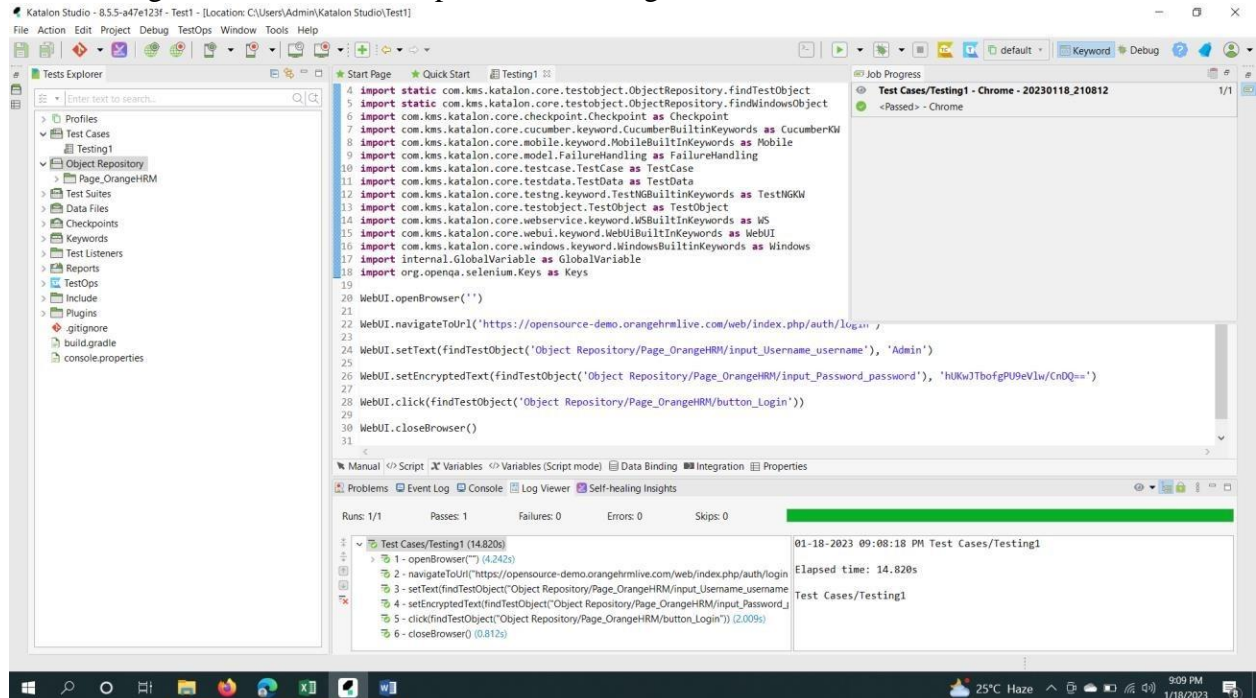 Katalon Studio - 8.5.5-a47e123f - Test1 - [Location: C:\Users\Admin\Katalon Studio\Test1]
File Action Edit Project Debug TestOps Window Tools Help
default Keyword Debug
Tests Explorer
Enter text to search...
Profiles
Test Cases
Testing1
Object Repository
Page_OrangeHRM
Test Suites
Data Files
Checkpoints
Keywords
Test Listeners
Reports
TestOps
Include
Plugins
.gitignore
build.gradle
console.properties
Start Page Quick Start Testing1
4 import static com.kms.katalon.core.testobject.ObjectRepository.findTestObject
5 import static com.kms.katalon.core.testobject.ObjectRepository.findWindowsObject
6 import com.kms.katalon.core.checkpoint.Checkpoint as Checkpoint
7 import com.kms.katalon.core.cucumber.keyword.CucumberBuiltinKeywords as CucumberKW
8 import com.kms.katalon.core.mobile.keyword.MobileBuiltInKeywords as Mobile
9 import com.kms.katalon.core.model.FailureHandling as FailureHandling
10 import com.kms.katalon.core.testcase.TestCase as TestCase
11 import com.kms.katalon.core.testdata.TestData as TestData
12 import com.kms.katalon.core.testng.keyword.TestNGBuiltinKeywords as TestNGKW
13 import com.kms.katalon.core.testobject.TestObject as TestObject
14 import com.kms.katalon.core.webservice.keyword.WSBuiltInKeywords as WS
15 import com.kms.katalon.core.webui.keyword.WebUiBuiltInKeywords as WebUI
16 import com.kms.katalon.core.windows.keyword.WindowsBuiltinKeywords as Windows
17 import internal.GlobalVariable as GlobalVariable
18 import org.openqa.selenium.Keys as Keys
19
20 WebUI.openBrowser('')
21
22 WebUI.navigateToUrl('https://opensource-demo.orangehrmlive.com/web/index.php/auth/login')
23
24 WebUI.setText(findTestObject('Object Repository/Page_OrangeHRM/input_Username_username'), 'Admin')
25
26 WebUI.setEncryptedText(findTestObject('Object Repository/Page_OrangeHRM/input_Password_password'), 'hUKwJTbofgPU9eVlw/CnDQ==')
27
28 WebUI.click(findTestObject('Object Repository/Page_OrangeHRM/button_Login'))
29
30 WebUI.closeBrowser()
31
Job Progress
Test Cases/Testing1 - Chrome - 20230118_210812 1/1
<Passed> - Chrome
Manual Script Variables Variables (Script mode) Data Binding Integration Properties
Problems Event Log Console Log Viewer Self-healing Insights
Runs: 1/1 Passes: 1 Failures: 0 Errors: 0 Skips: 0
Test Cases/Testing1 (14.820s)
1 - openBrowser("") (4.242s)
2 - navigateToUrl("https://opensource-demo.orangehrmlive.com/web/index.php/auth/login
3 - setText(findTestObject("Object Repository/Page_OrangeHRM/input_Username_username
4 - setEncryptedText(findTestObject("Object Repository/Page_OrangeHRM/input_Password_
5 - click(findTestObject("Object Repository/Page_OrangeHRM/button_Login")) (2.009s)
6 - closeBrowser() (0.812s)
01-18-2023 09:08:18 PM Test Cases/Testing1
Elapsed time: 14.820s
Test Cases/Testing1
25°C Haze
9:09 PM
1/18/2023